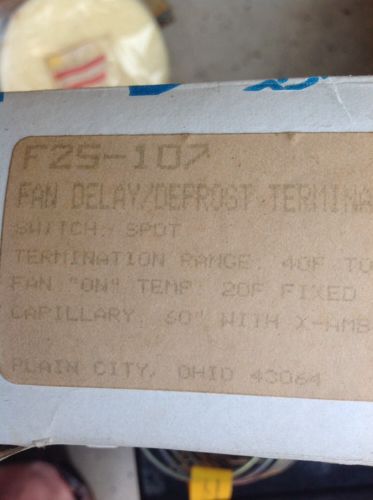 F25-107
FAN DELAY/DEFROST TERMINA
SWITCH: SPDT
TERMINATION RANGE: 40F TO
FAN "ON" TEMP: 20F FIXED
CAPILLARY: 60" WITH X-AMB
PLAIN CITY, OHIO 43064